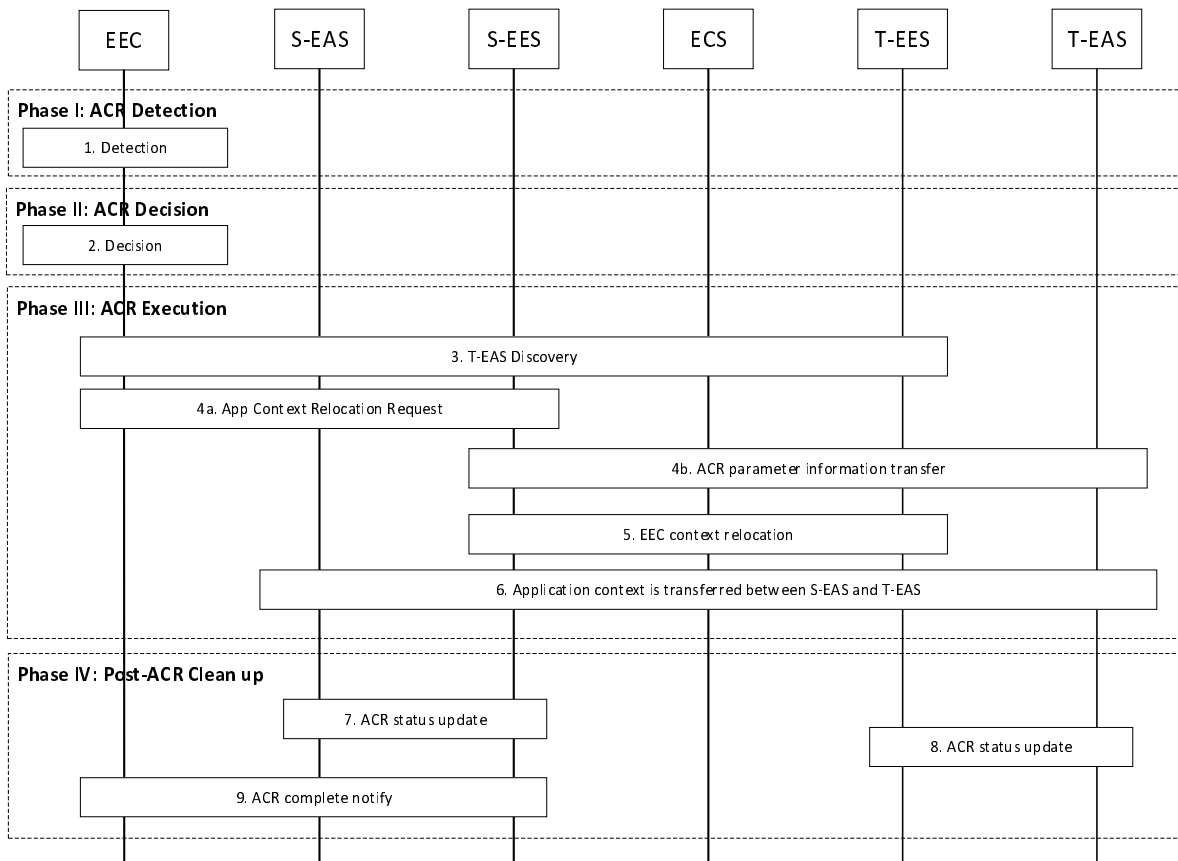 EEC
S-EAS
S-EES
ECS
T-EES
T-EAS
Phase I: ACR Detection
1. Detection
Phase II: ACR Decision
2. Decision
Phase III: ACR Execution
3. T-EAS Discovery
4a. App Context Relocation Request
4b. ACR parameter information transfer
5. EEC context relocation
6. Application context is transferred between S-EAS and T-EAS
Phase IV: Post-ACR Clean up
7. ACR status update
8. ACR status update
9. ACR complete notify